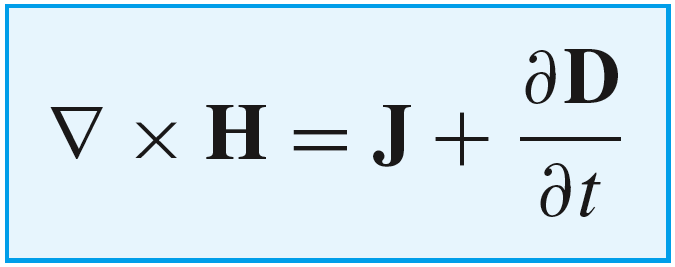 ∇ × H = J + ∂D/∂t